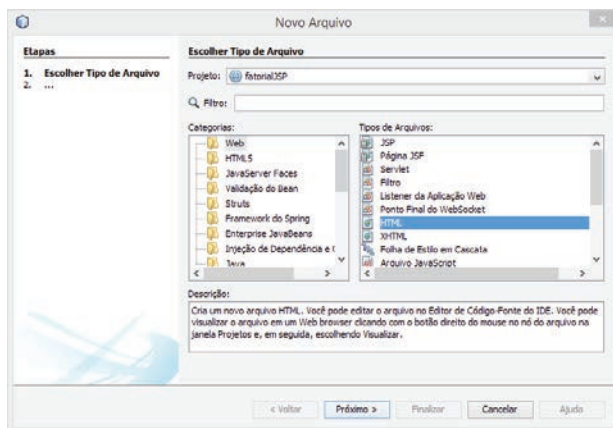 Novo Arquivo
Etapas
1. Escolher Tipo de Arquivo
2. ...
Escolher Tipo de Arquivo
Projeto: fatorialJSP
Filtro:
Categorias:
Web
HTML5
JavaServer Faces
Validação do Bean
Struts
Framework do Spring
Enterprise JavaBeans
Injeção de Dependência e (
Java
Tipos de Arquivos:
JSP
Página JSF
Servlet
Filtro
Listener da Aplicação Web
Ponto Final do WebSocket
HTML
XHTML
Folha de Estilo em Cascata
Arquivo JavaScript
Descrição:
Cria um novo arquivo HTML. Você pode editar o arquivo no Editor de Código-Fonte do IDE. Você pode
visualizar o arquivo em um Web browser clicando com o botão direito do mouse no nó do arquivo na
janela Projetos e, em seguida, escolhendo Visualizar.
< Voltar Próximo > Finalizar Cancelar Ajuda